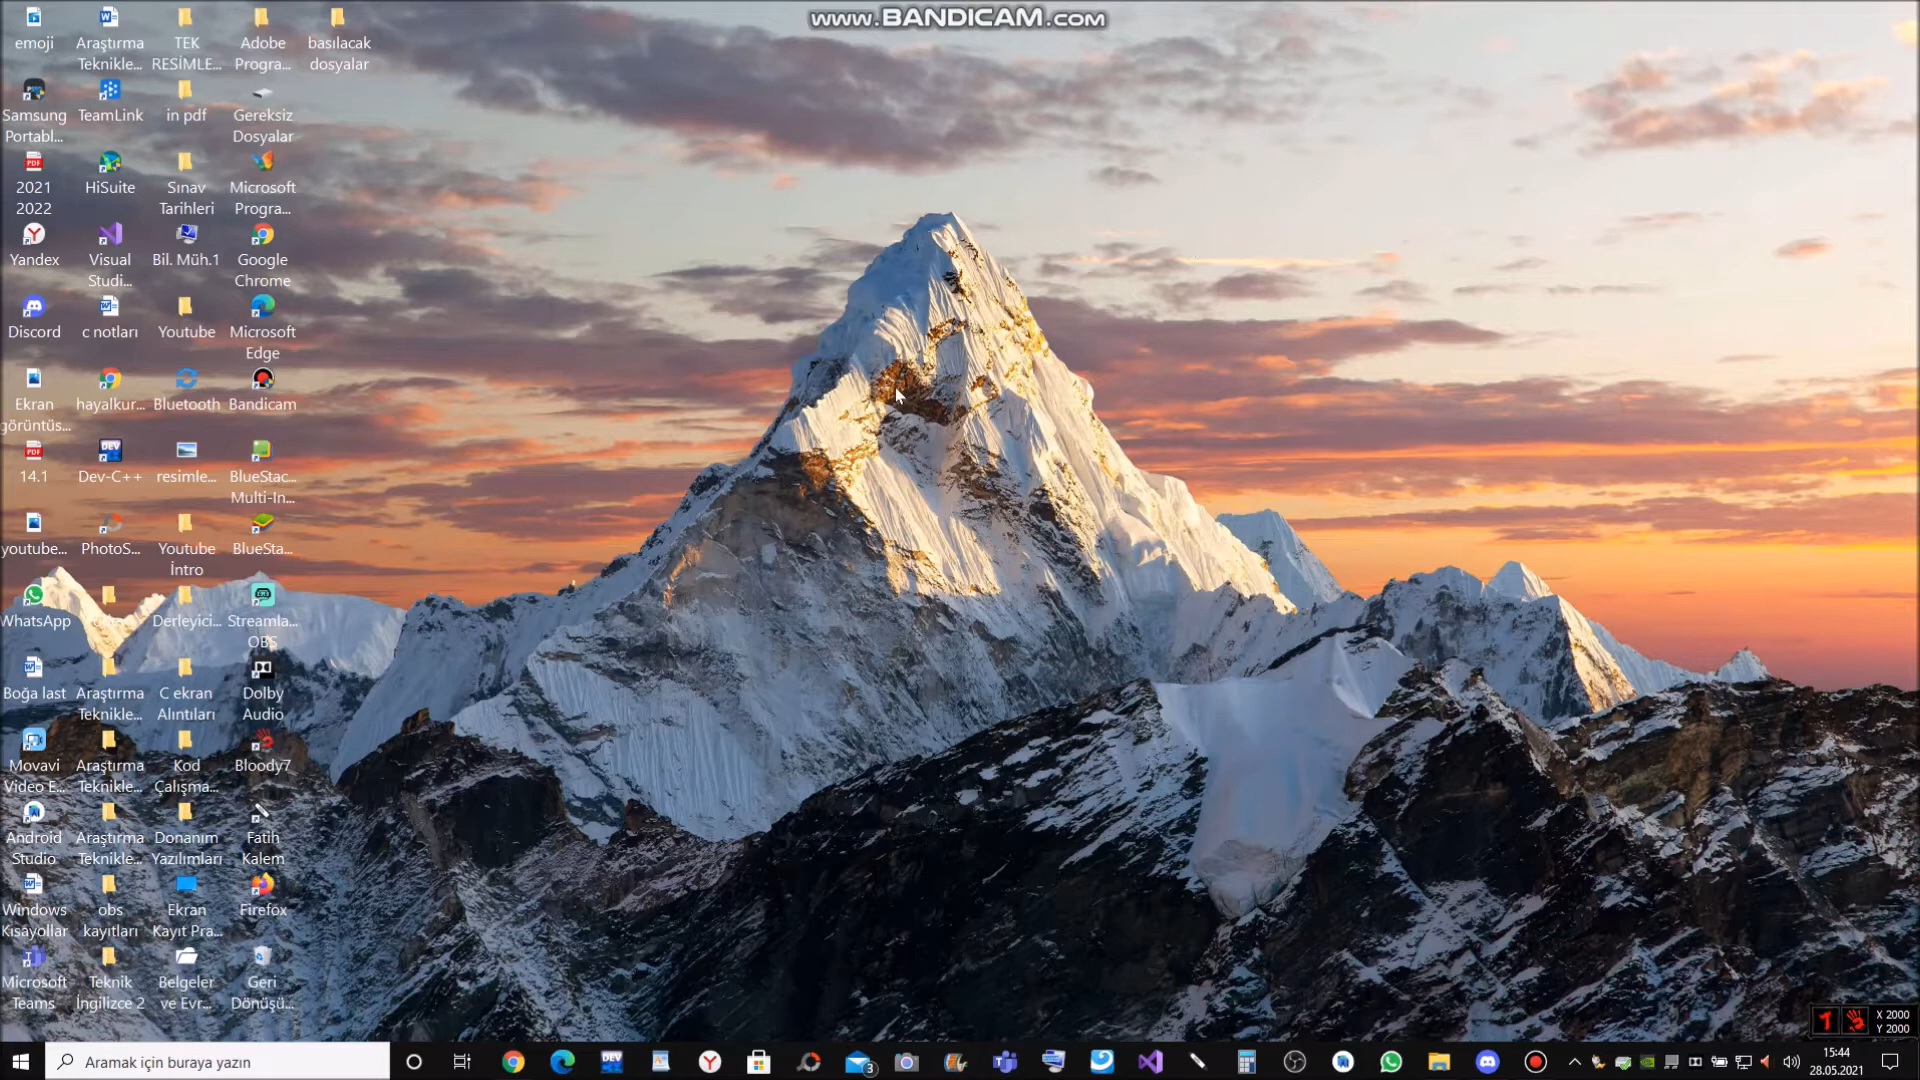 www.BANDICAM.com
emoji
Araştırma
Teknikle...
TEK
RESİMLE...
Adobe
Progra...
basılacak
dosyalar
Samsung
Portabl...
TeamLink
in pdf
Gereksiz
Dosyalar
2021
2022
HiSuite
Sınav
Tarihleri
Microsoft
Progra...
Yandex
Visual
Studi...
Bil. Müh.1
Google
Chrome
Discord
c notları
Youtube
Microsoft
Edge
Ekran
görüntüs...
hayalkur...
Bluetooth
Bandicam
14.1
Dev-C++
resimle...
BlueStac...
Multi-In...
youtube...
PhotoS...
Youtube
İntro
BlueSta...
WhatsApp
Derleyici...
Streamla...
OBS
Boğa last
Araştırma
Teknikle...
C ekran
Alıntıları
Dolby
Audio
Movavi
Video E...
Araştırma
Teknikle...
Kod
Çalışma...
Bloody7
Android
Studio
Araştırma
Teknikle...
Donanım
Yazılımları
Fatih
Kalem
Windows
Kısayollar
obs
kayıtları
Ekran
Kayıt Pra...
Firefox
Microsoft
Teams
Teknik
İngilizce 2
Belgeler
ve Evr...
Geri
Dönüşü...
X 2000
Y 2000
Aramak için buraya yazın
DEV
3
15:44
28.05.2021